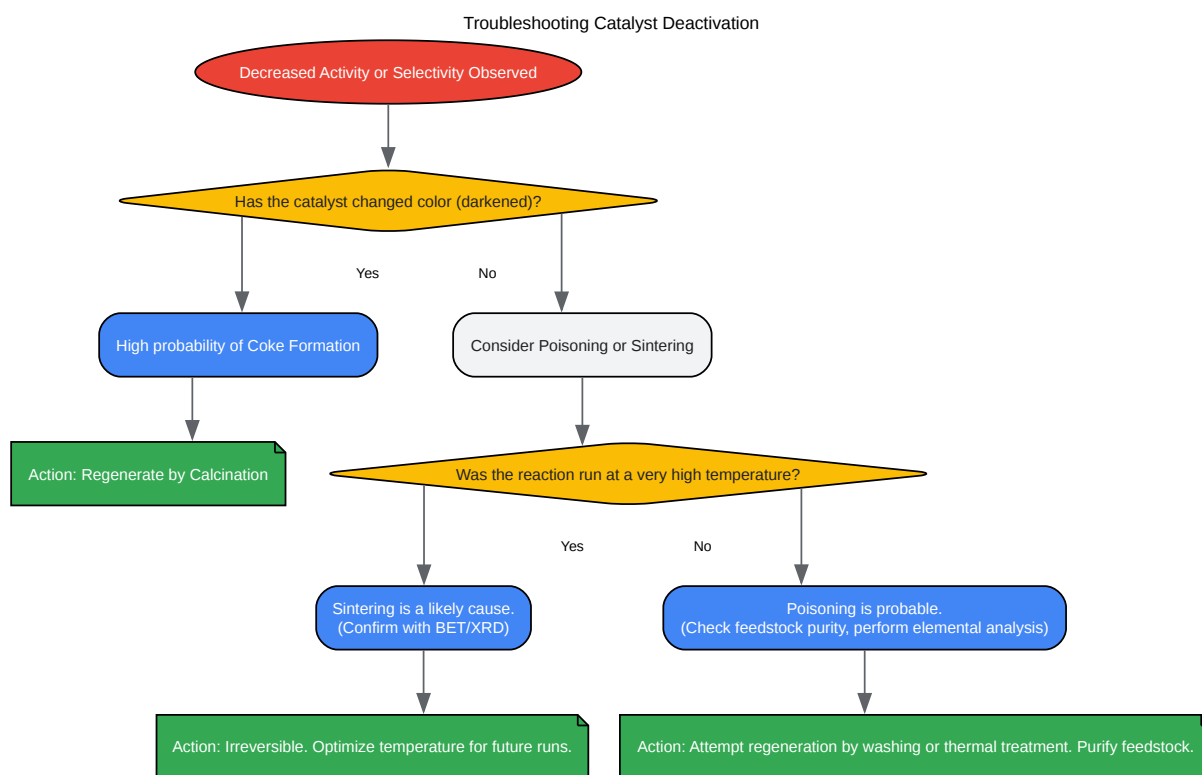 Troubleshooting Catalyst Deactivation
Decreased Activity or Selectivity Observed
Has the catalyst changed color (darkened)?
Yes
No
High probability of Coke Formation
Consider Poisoning or Sintering
Action: Regenerate by Calcination
Was the reaction run at a very high temperature?
Yes
No
Sintering is a likely cause.
(Confirm with BET/XRD)
Poisoning is probable.
(Check feedstock purity, perform elemental analysis)
Action: Irreversible. Optimize temperature for future runs.
Action: Attempt regeneration by washing or thermal treatment. Purify feedstock.